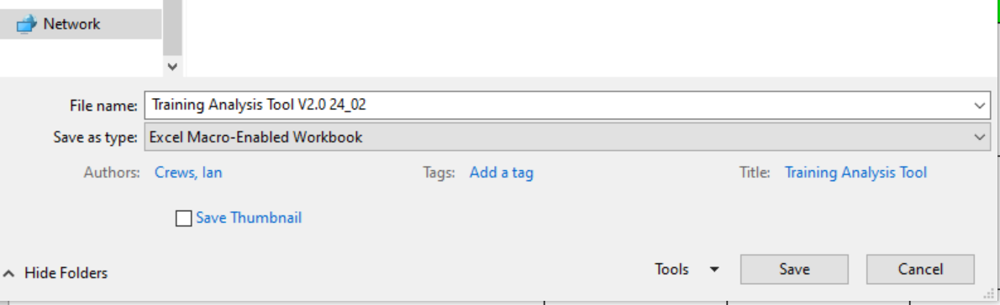 Network
File name: Training Analysis Tool V2.0 24_02
Save as type: Excel Macro-Enabled Workbook
Authors: Crews, Ian Tags: Add a tag Title: Training Analysis Tool
Save Thumbnail
Hide Folders Tools Save Cancel